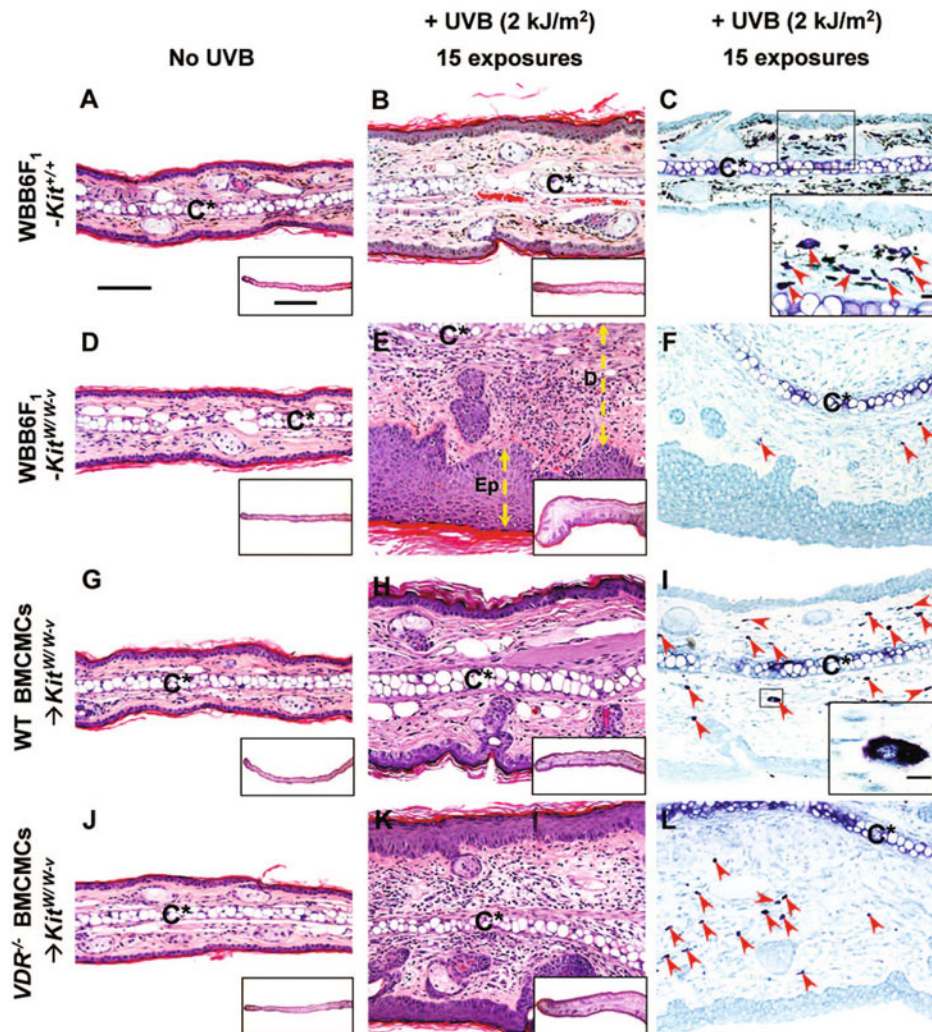 No UVB
+ UVB (2 kJ/m²)
15 exposures
+ UVB (2 kJ/m²)
15 exposures
WBB6F₁
-Kit⁺/⁺
A
C*
B
C*
C
C*
WBB6F₁
-Kitᵂ/ᵂ⁻ᵛ
D
C*
E
C*
D
Ep
F
C*
WT BMCMCs
→Kitᵂ/ᵂ⁻ᵛ
G
C*
H
C*
I
C*
VDR⁻/⁻ BMCMCs
→Kitᵂ/ᵂ⁻ᵛ
J
C*
K
C*
L
C*